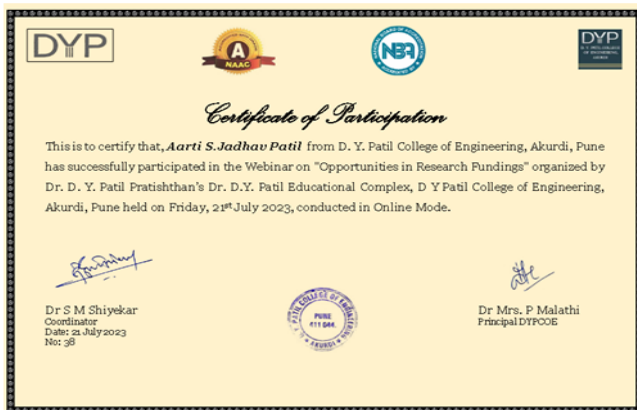 DYP
A
NAAC
NBA
DYP
Certificate of Participation
This is to certify that, Aarti S.Jadhav Patil from D. Y. Patil College of Engineering, Akurdi, Pune
has successfully participated in the Webinar on "Opportunities in Research Fundings" organized by
Dr. D. Y. Patil Pratishthan's Dr. D.Y. Patil Educational Complex, D Y Patil College of Engineering,
Akurdi, Pune held on Friday, 21st July 2023, conducted in Online Mode.
Dr S M Shiyekar
Coordinator
Date: 21 July 2023
No: 38
PATIL COLLEGE OF ENGINEERING
PUNE
411 044.
AKURDI
Dr Mrs. P Malathi
Principal DYPCOE